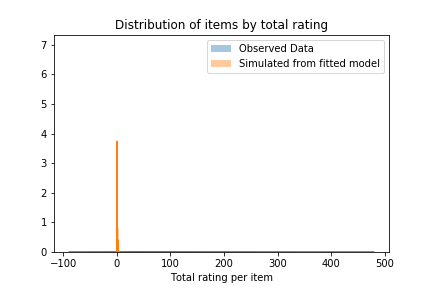 Distribution of items by total rating
Observed Data
Simulated from fitted model
7
6
5
4
3
2
1
0
−100 0 100 200 300 400 500
Total rating per item